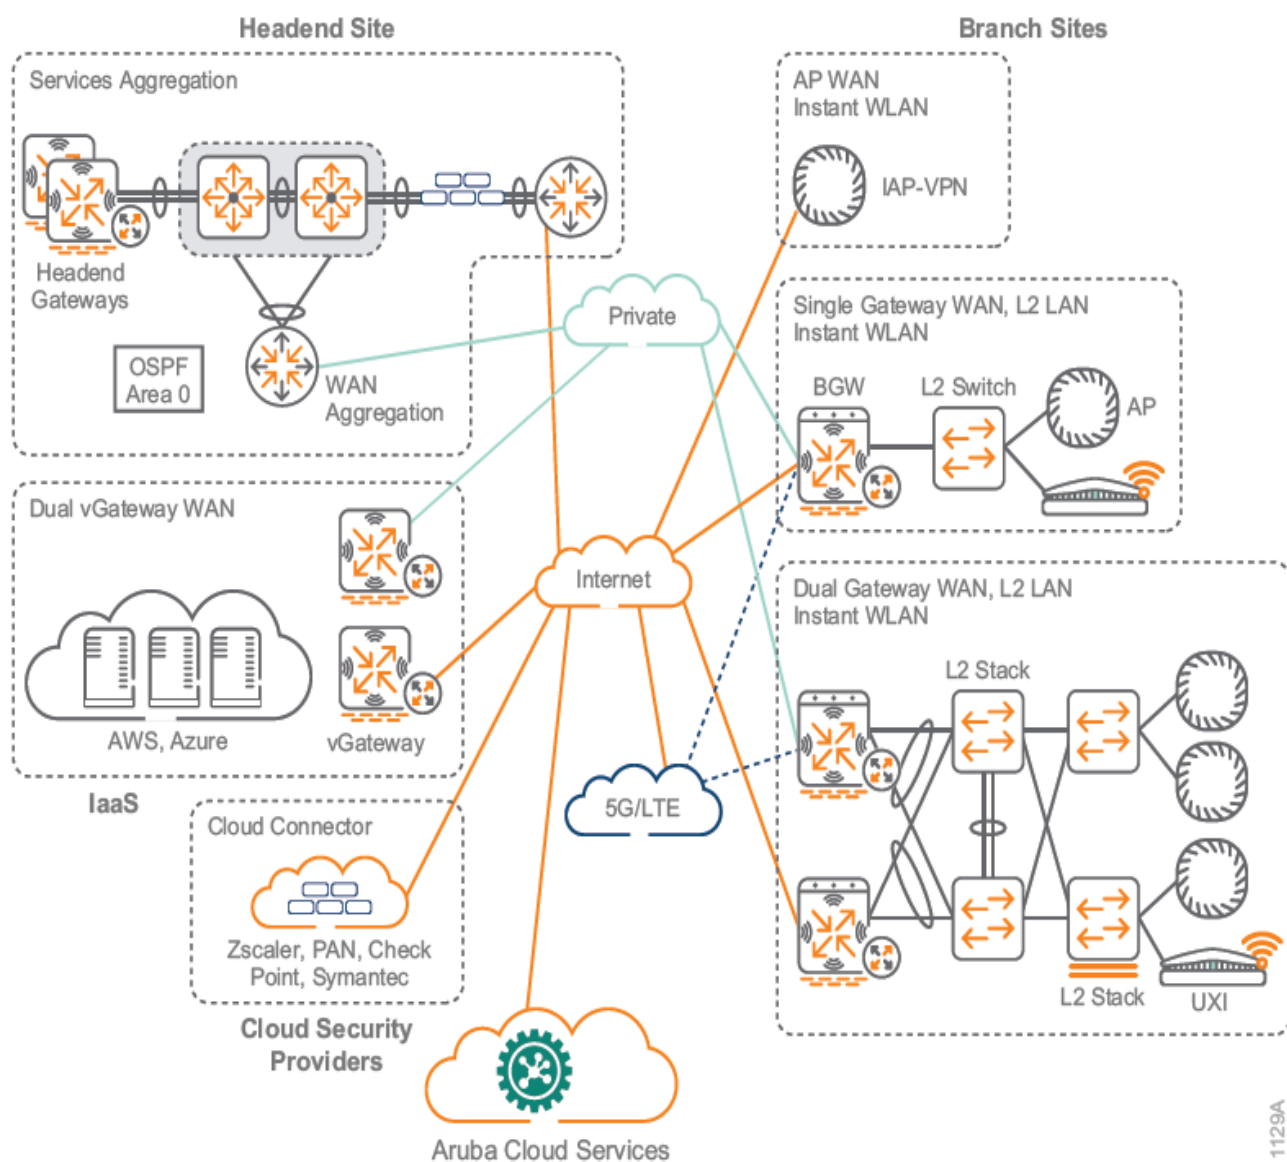 Headend Site
Services Aggregation
Headend
Gateways
OSPF
Area 0
WAN
Aggregation
Private
Dual vGateway WAN
AWS, Azure
vGateway
IaaS
Internet
5G/LTE
Cloud Connector
Zscaler, PAN, Check
Point, Symantec
Cloud Security
Providers
Aruba Cloud Services
Branch Sites
AP WAN
Instant WLAN
IAP-VPN
Single Gateway WAN, L2 LAN
Instant WLAN
BGW
L2 Switch
AP
Dual Gateway WAN, L2 LAN
Instant WLAN
L2 Stack
L2 Stack
UXI
1129A